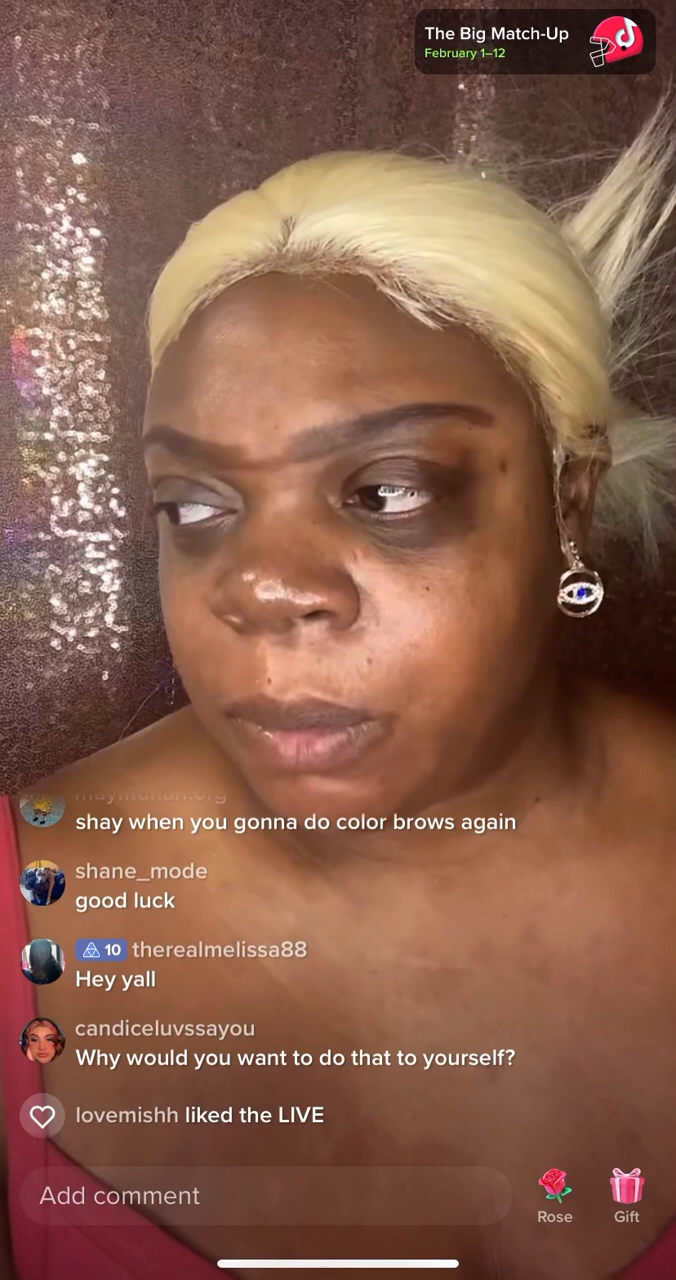 The Big Match-Up
February 1–12
shay when you gonna do color brows again
shane_mode
good luck
10 therealmelissa88
Hey yall
candiceluvssayou
Why would you want to do that to yourself?
lovemishh liked the LIVE
Add comment
Rose
Gift